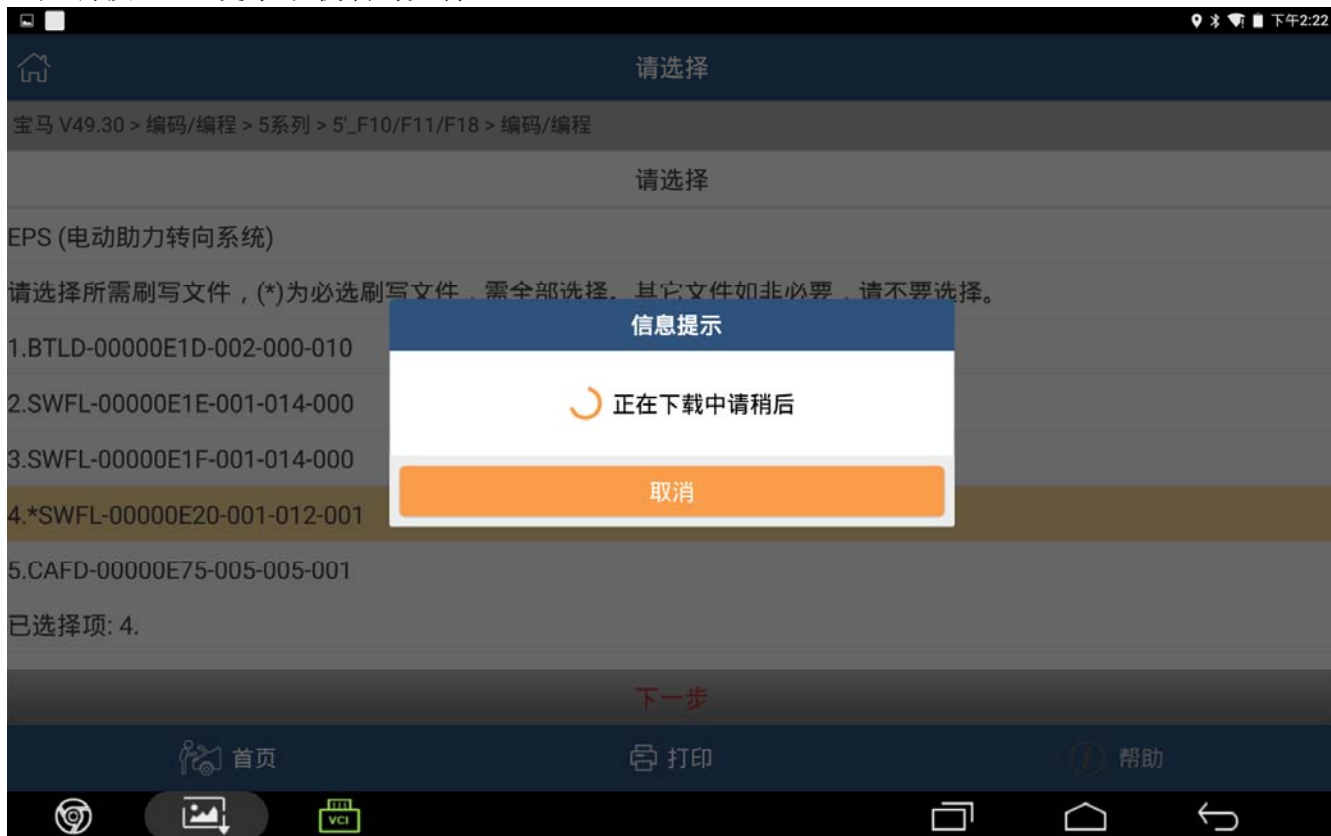 下午2:22
请选择
宝马 V49.30 > 编码/编程 > 5系列 > 5'_F10/F11/F18 > 编码/编程
请选择
EPS (电动助力转向系统)
请选择所需刷写文件，(*)为必选刷写文件，需全部选择。其它文件如非必要，请不要选择。
信息提示
1.BTLD-00000E1D-002-000-010
2.SWFL-00000E1E-001-014-000
正在下载中请稍后
3.SWFL-00000E1F-001-014-000
取消
4.*SWFL-00000E20-001-012-001
5.CAFD-00000E75-005-005-001
已选择项: 4.
下一步
首页
打印
帮助
VCI